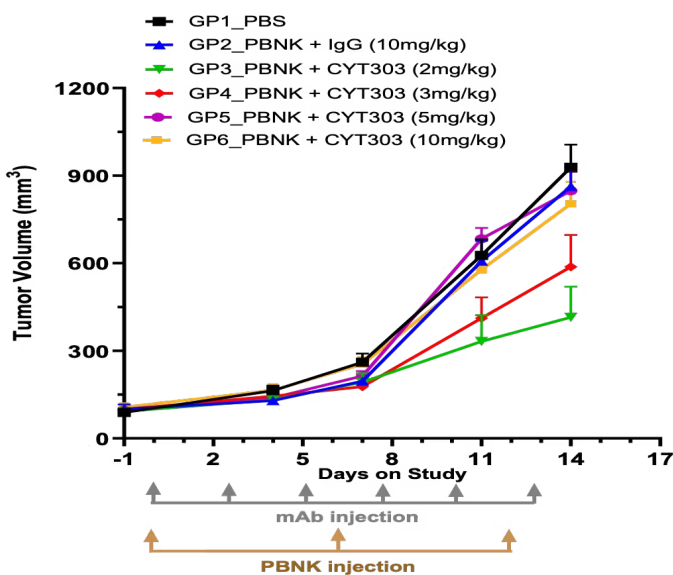 GP1_PBS
GP2_PBNK + IgG (10mg/kg)
GP3_PBNK + CYT303 (2mg/kg)
GP4_PBNK + CYT303 (3mg/kg)
GP5_PBNK + CYT303 (5mg/kg)
GP6_PBNK + CYT303 (10mg/kg)
Tumor Volume (mm³)
1200
900
600
300
0
-1 2 5 8 11 14 17
Days on Study
mAb injection
PBNK injection